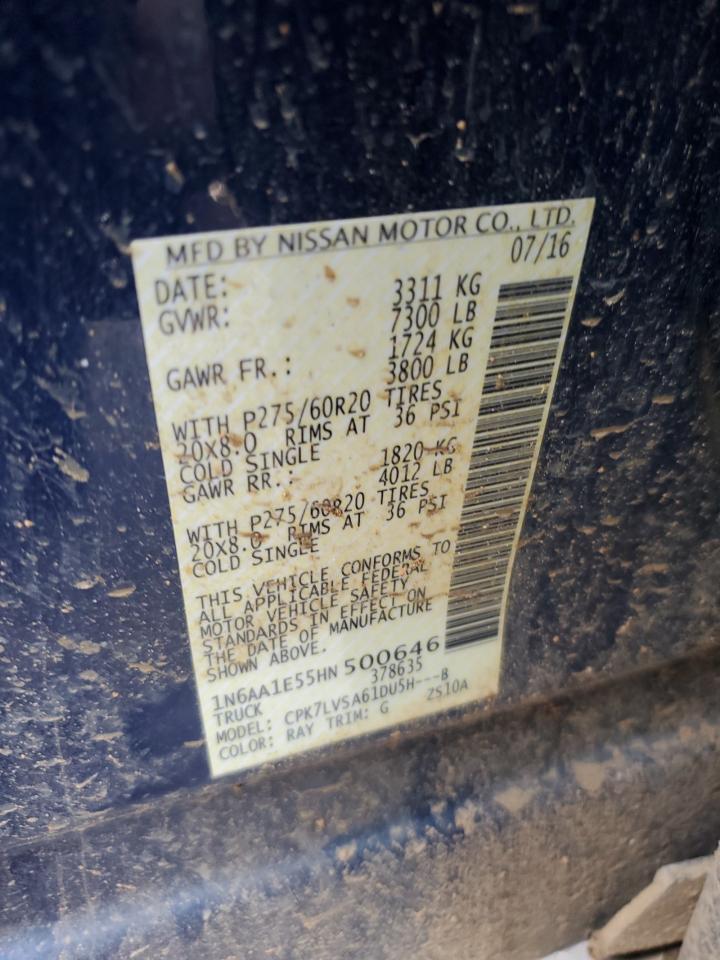 MFD BY NISSAN MOTOR CO., LTD.
DATE: 07/16
GVWR: 3311 KG
7300 LB
GAWR FR.: 1724 KG
3800 LB
WITH P275/60R20 TIRES
20X8.0 RIMS AT 36 PSI
COLD SINGLE
GAWR RR.: 1820 KG
4012 LB
WITH P275/60R20 TIRES
20X8.0 RIMS AT 36 PSI
COLD SINGLE
THIS VEHICLE CONFORMS TO
ALL APPLICABLE FEDERAL
MOTOR VEHICLE SAFETY
STANDARDS IN EFFECT ON
THE DATE OF MANUFACTURE
SHOWN ABOVE.
1N6AA1E55HN500646
TRUCK 378635
MODEL: CPK7LVSA61DU5H---B
COLOR: RAY TRIM: G ZS10A